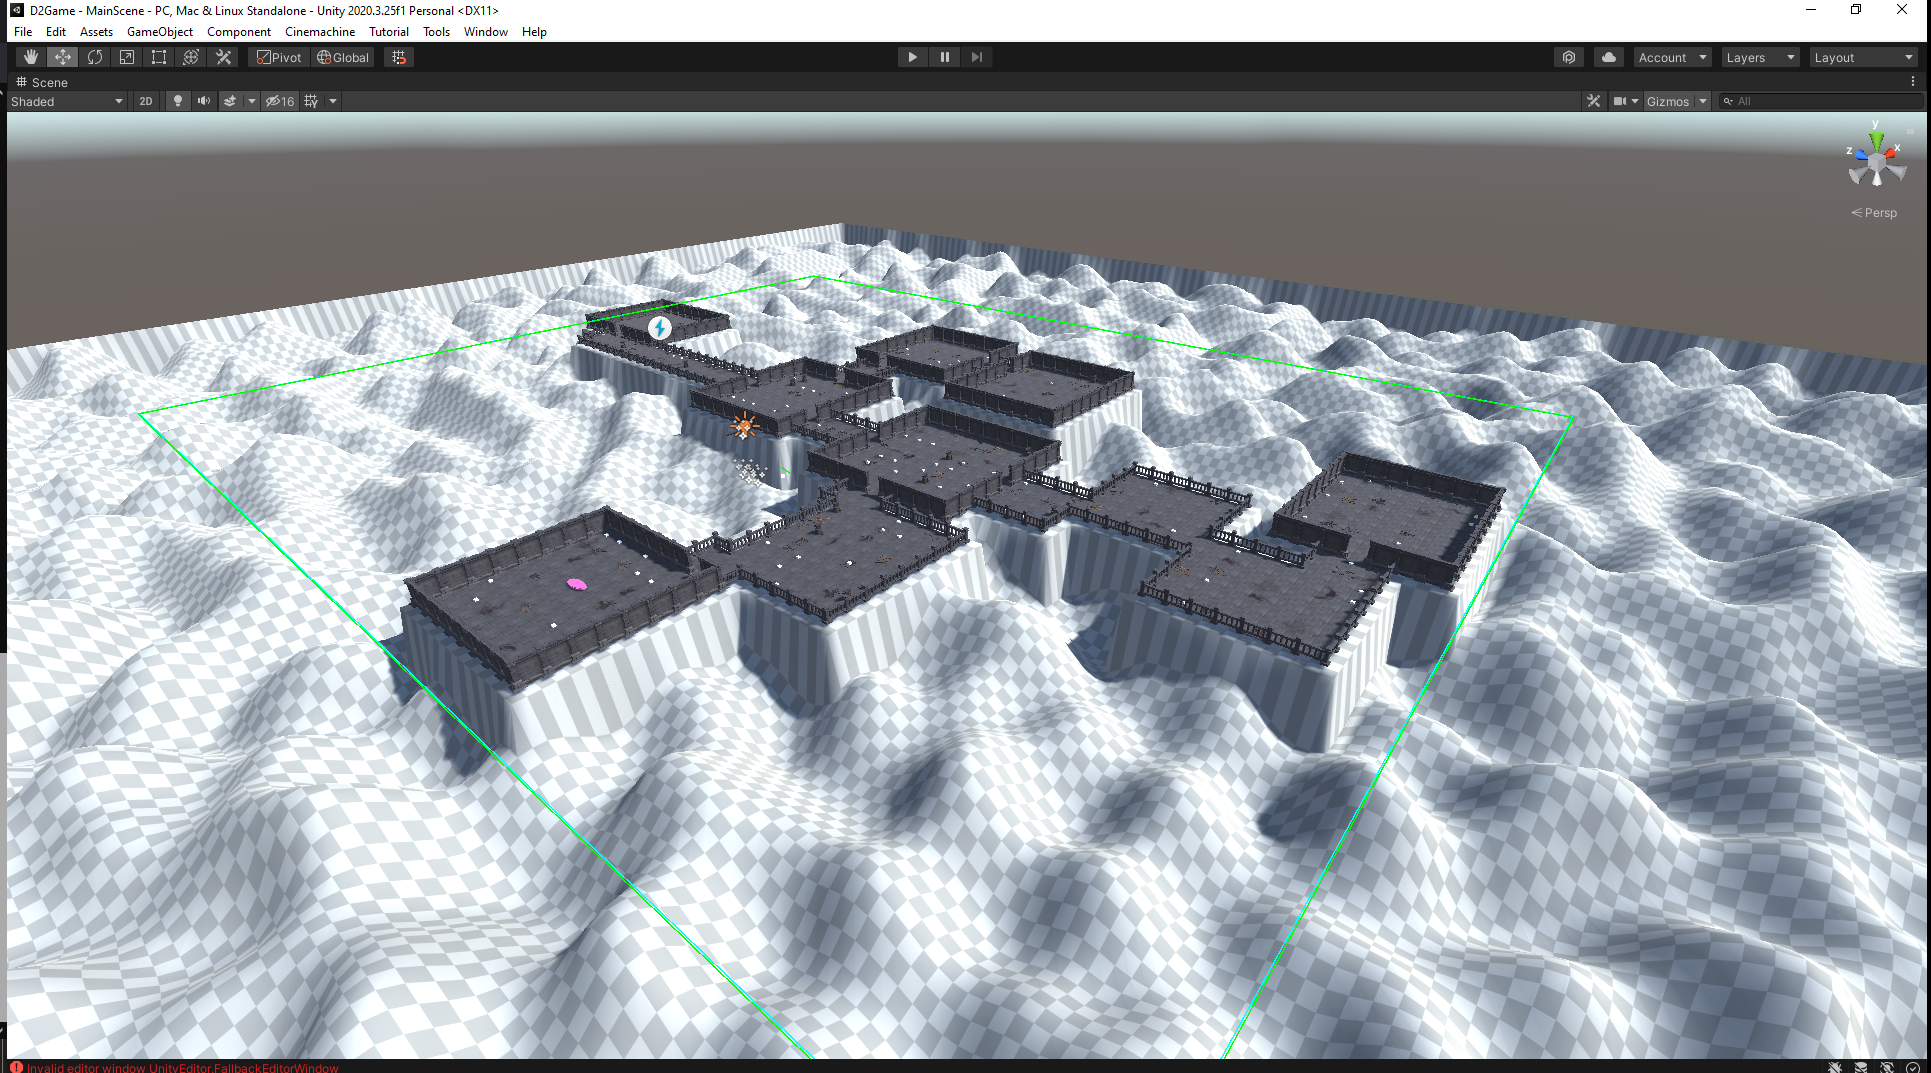 D2Game - MainScene - PC, Mac & Linux Standalone - Unity 2020.3.25f1 Personal <DX11>
File Edit Assets GameObject Component Cinemachine Tutorial Tools Window Help
Pivot Global Account Layers Layout
Scene
Shaded 2D 16 Gizmos All
y
z x
Persp
Invalid editor window UnityEditor.FallbackEditorWindow